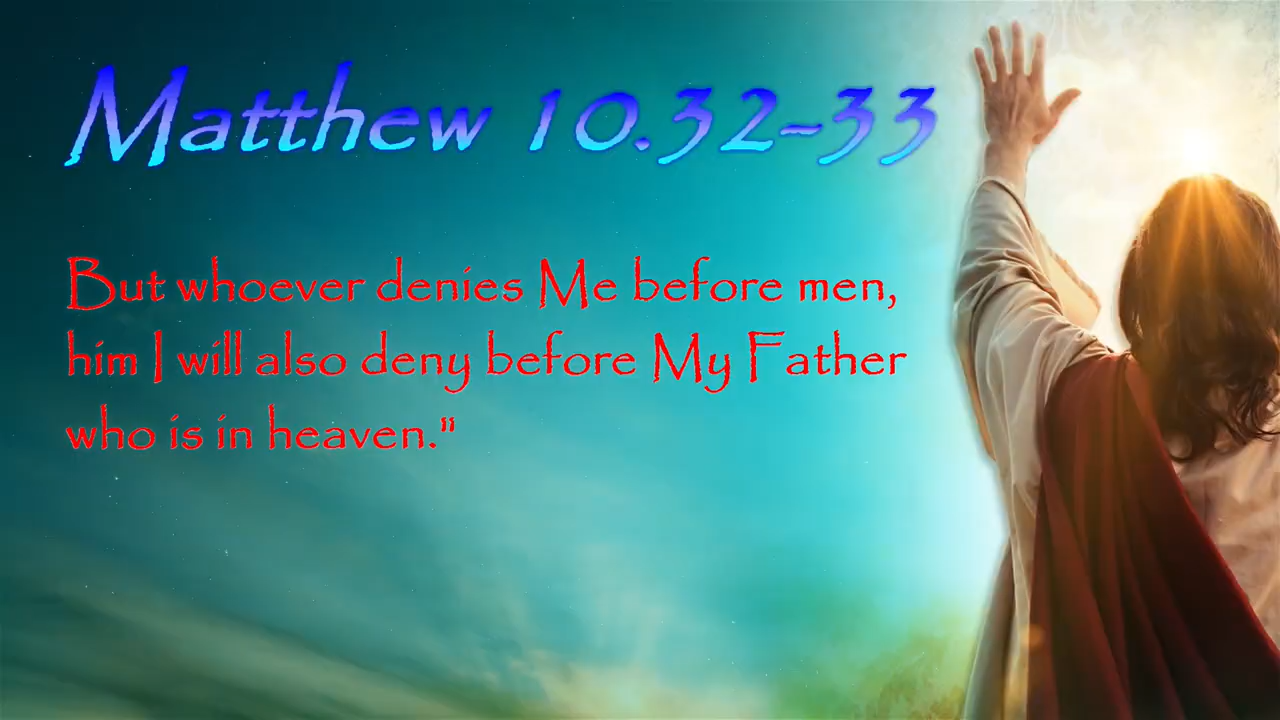 Matthew 10.32-33
But whoever denies Me before men,
him I will also deny before My Father
who is in heaven."